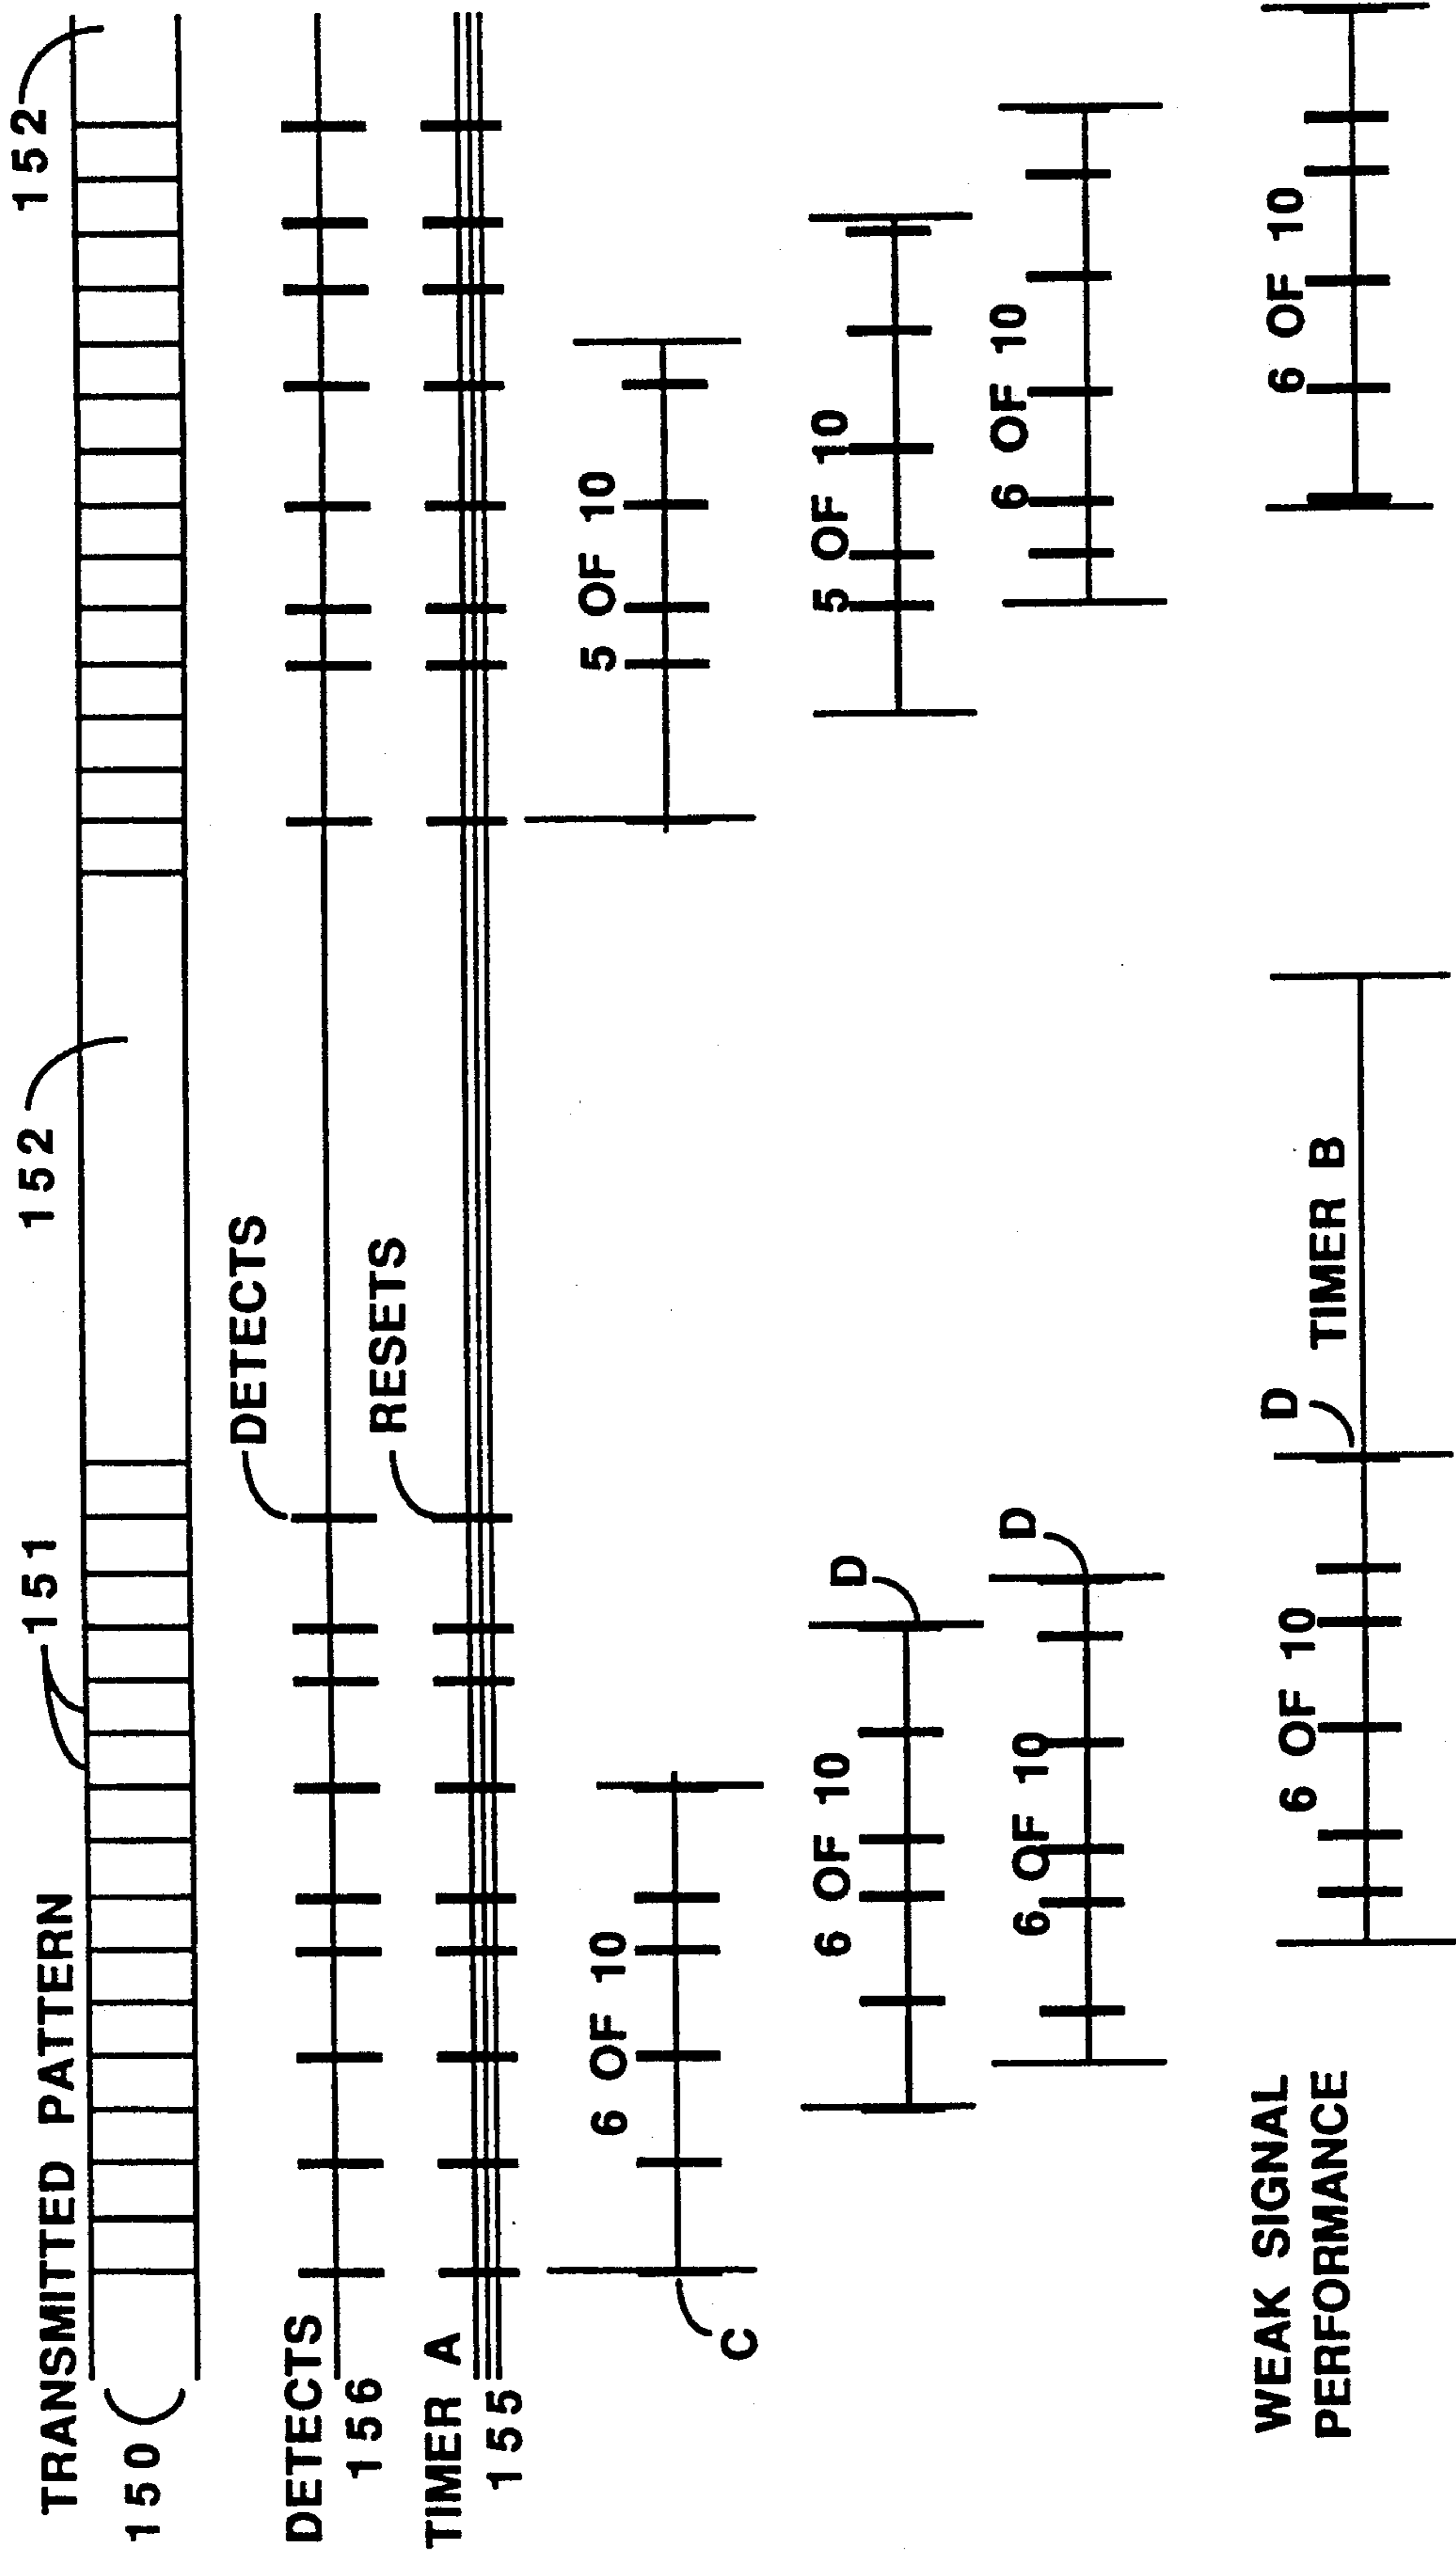 TRANSMITTED PATTERN
150
151
152
152
DETECTS
156
DETECTS
TIMER A
155
RESETS
C
6 OF 10
5 OF 10
6 OF 10
D
5 OF 10
6 OF 10
D
6 OF 10
WEAK SIGNAL
PERFORMANCE
6 OF 10
D
TIMER B
6 OF 10